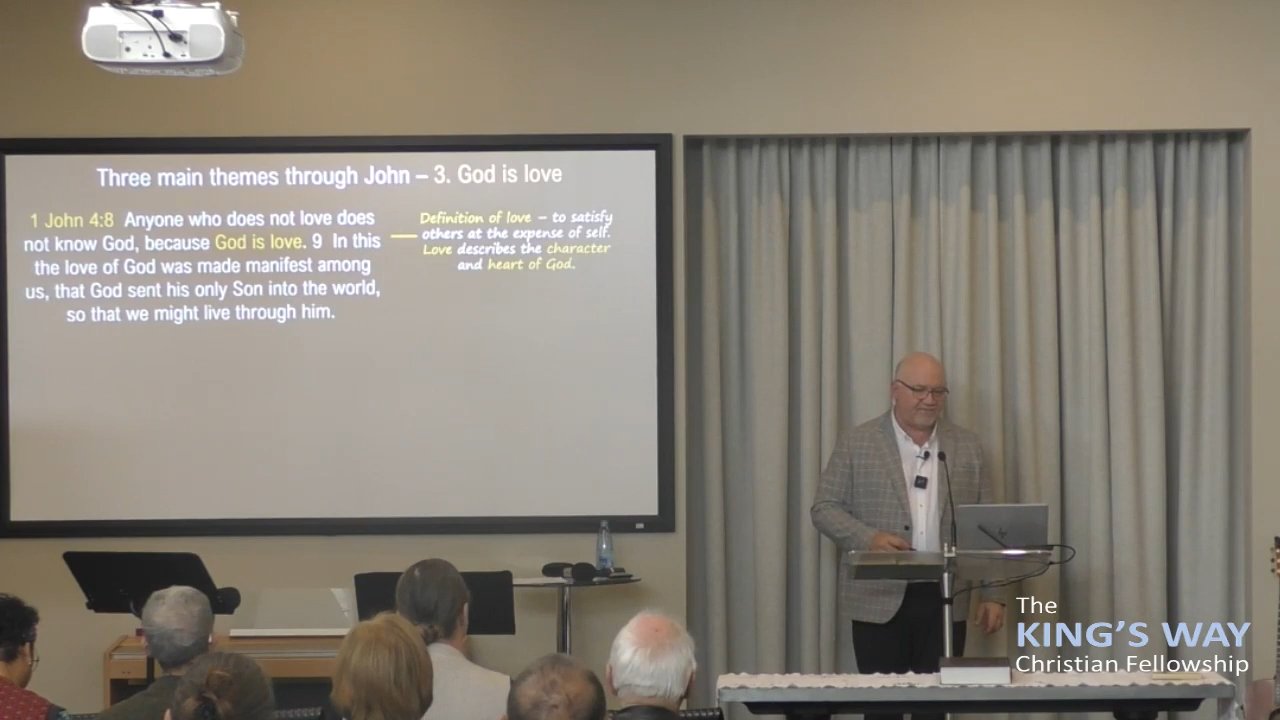 Three main themes through John – 3. God is love
1 John 4:8 Anyone who does not love does
not know God, because God is love. 9 In this
the love of God was made manifest among
us, that God sent his only Son into the world,
so that we might live through him.
Definition of love – to satisfy
others at the expense of self.
Love describes the character
and heart of God.
The
KING'S WAY
Christian Fellowship